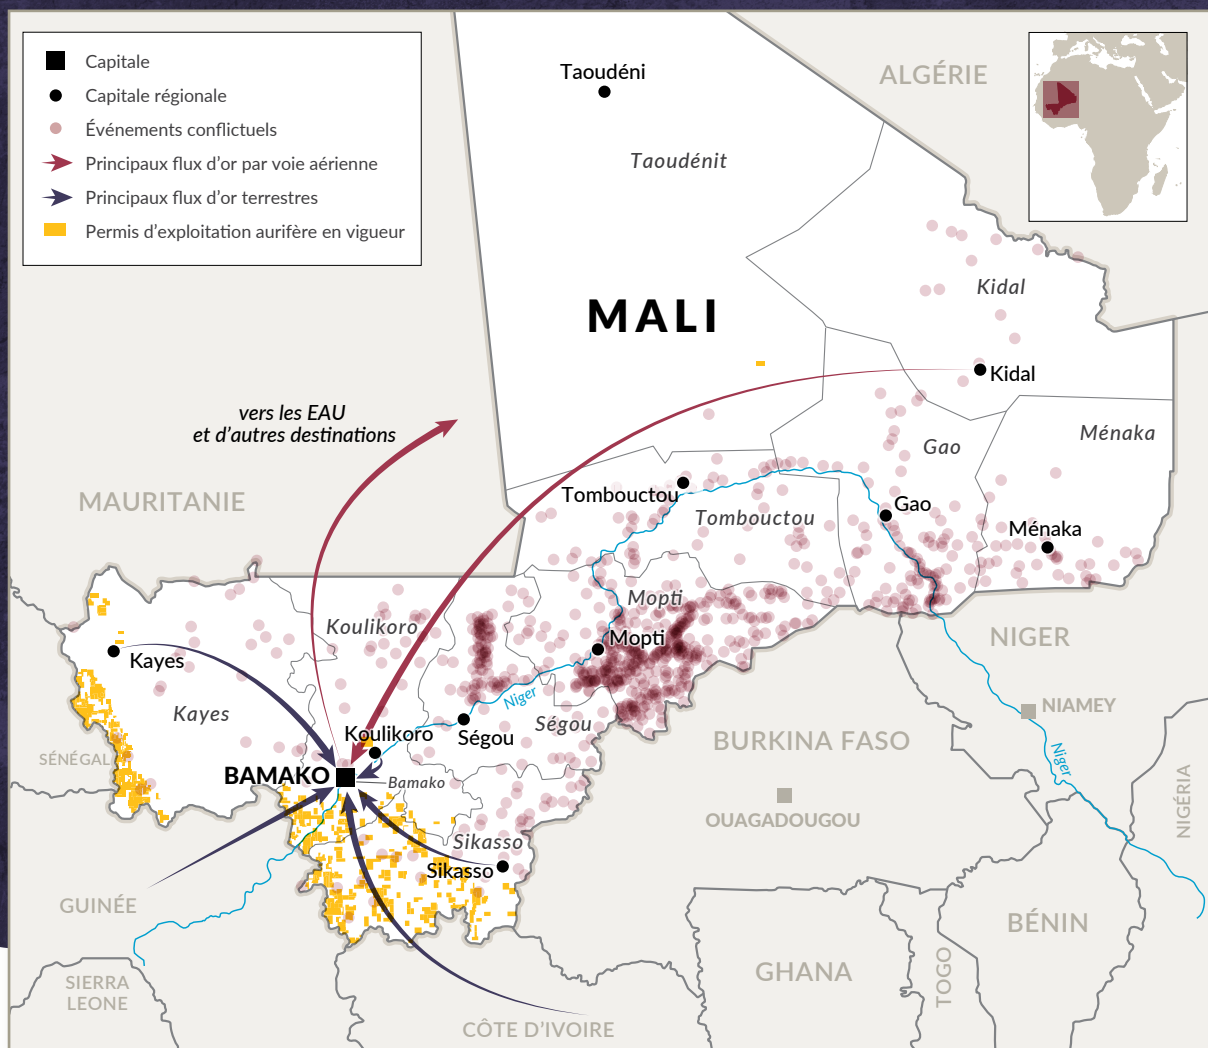 Capitale
Capitale régionale
Événements conflictuels
Principaux flux d'or par voie aérienne
Principaux flux d'or terrestres
Permis d'exploitation aurifère en vigueur
Taoudéni
ALGÉRIE
Taoudénit
Kidal
MALI
Kidal
vers les EAU
et d'autres destinations
Gao
Ménaka
MAURITANIE
Tombouctou
Tombouctou
Gao
Ménaka
Mopti
Koulikoro
Mopti
NIGER
Kayes
Niger
Kayes
NIAMEY
Koulikoro
Ségou
Ségou
BURKINA FASO
SÉNÉGAL
Niger
BAMAKO
Bamako
NIGÉRIA
OUAGADOUGOU
Sikasso
Sikasso
GUINÉE
BÉNIN
GHANA
TOGO
SIERRA
LEONE
CÔTE D'IVOIRE